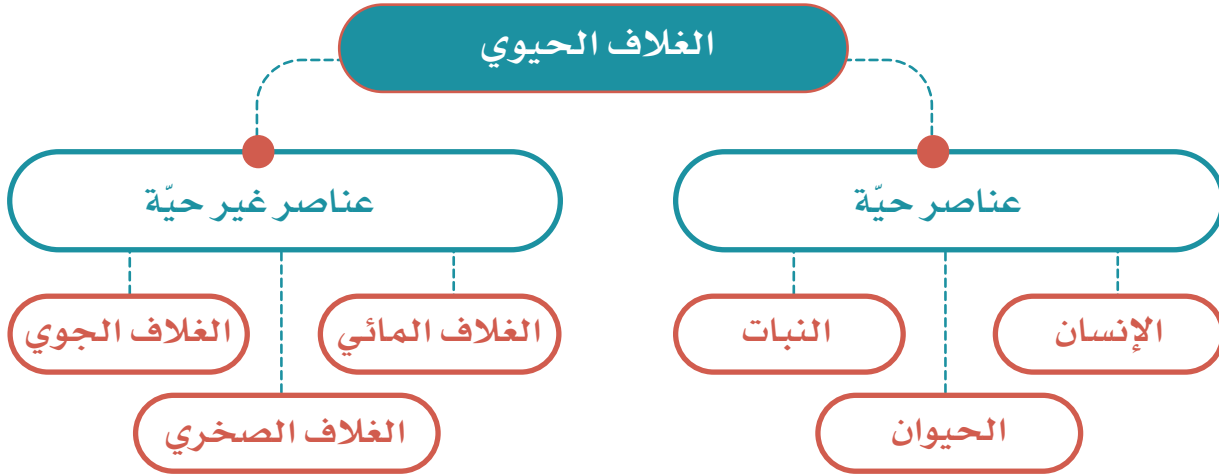 الغلاف الحيوي
عناصر حيّة
عناصر غير حيّة
الإنسان
النبات
الغلاف المائي
الغلاف الجوي
الحيوان
الغلاف الصخري